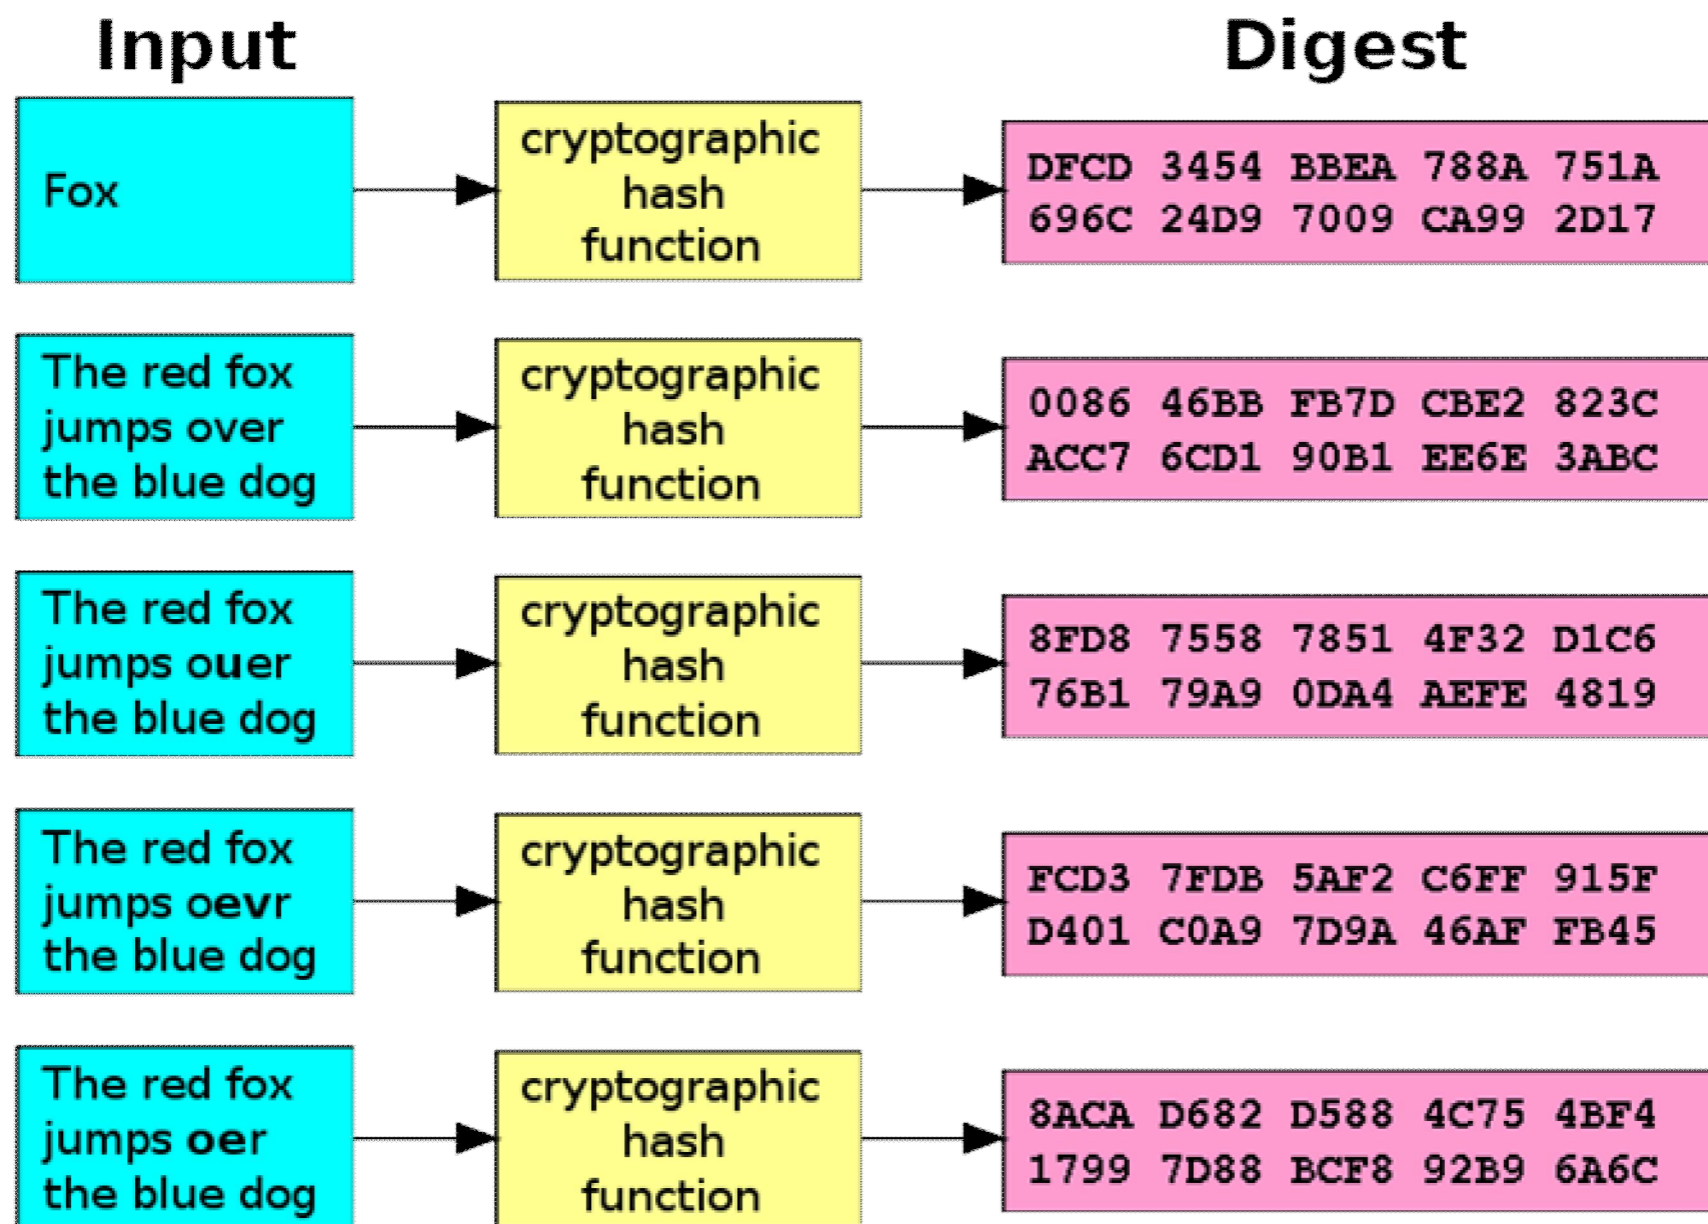 Input
Digest
Fox
cryptographic
hash
function
DFCD 3454 BBEA 788A 751A
696C 24D9 7009 CA99 2D17
The red fox
jumps over
the blue dog
cryptographic
hash
function
0086 46BB FB7D CBE2 823C
ACC7 6CD1 90B1 EE6E 3ABC
The red fox
jumps ouer
the blue dog
cryptographic
hash
function
8FD8 7558 7851 4F32 D1C6
76B1 79A9 0DA4 AEFE 4819
The red fox
jumps oevr
the blue dog
cryptographic
hash
function
FCD3 7FDB 5AF2 C6FF 915F
D401 C0A9 7D9A 46AF FB45
The red fox
jumps oer
the blue dog
cryptographic
hash
function
8ACA D682 D588 4C75 4BF4
1799 7D88 BCF8 92B9 6A6C